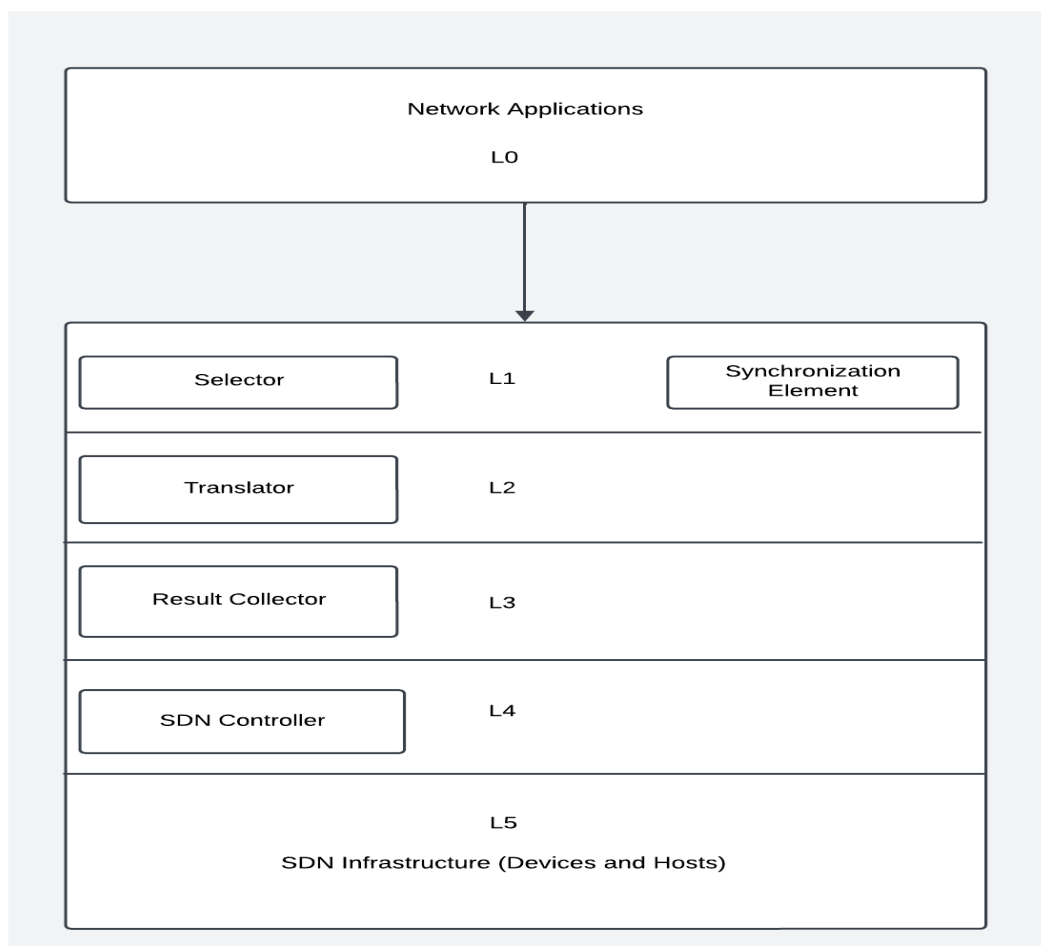 Network Applications
L0
Selector
L1
Synchronization
Element
Translator
L2
Result Collector
L3
SDN Controller
L4
L5
SDN Infrastructure (Devices and Hosts)